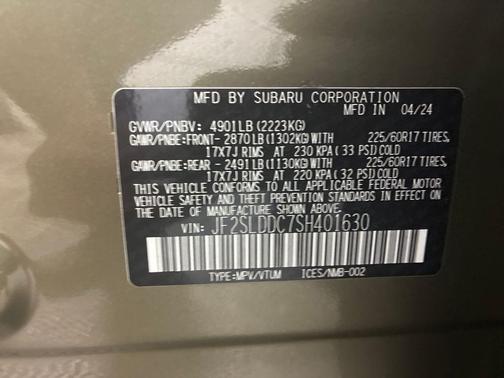 MFD BY SUBARU CORPORATION
MFD IN 04/24
GVWR/PNBV: 4901LB(2223KG)
GAWR/PNBE:FRONT- 2870LB(1302KG)WITH 225/60R17 TIRES,
17X7J RIMS AT 230 KPA(33 PSI)COLD
GAWR/PNBE:REAR - 2491LB(1130KG)WITH 225/60R17 TIRES,
17X7J RIMS AT 220 KPA(32 PSI)COLD
THIS VEHICLE CONFORMS TO ALL APPLICABLE FEDERAL MOTOR
VEHICLE SAFETY AND THEFT PREVENTION STANDARDS IN EFFECT
ON THE DATE OF MANUFACTURE SHOWN ABOVE.
VIN: JF2SLDDC7SH401630
TYPE:MPV/VTUM ICES/NMB-002